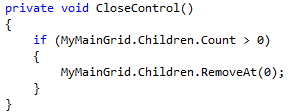 private void CloseControl()
{
    if (MyMainGrid.Children.Count > 0)
    {
        MyMainGrid.Children.RemoveAt(0);
    }
}